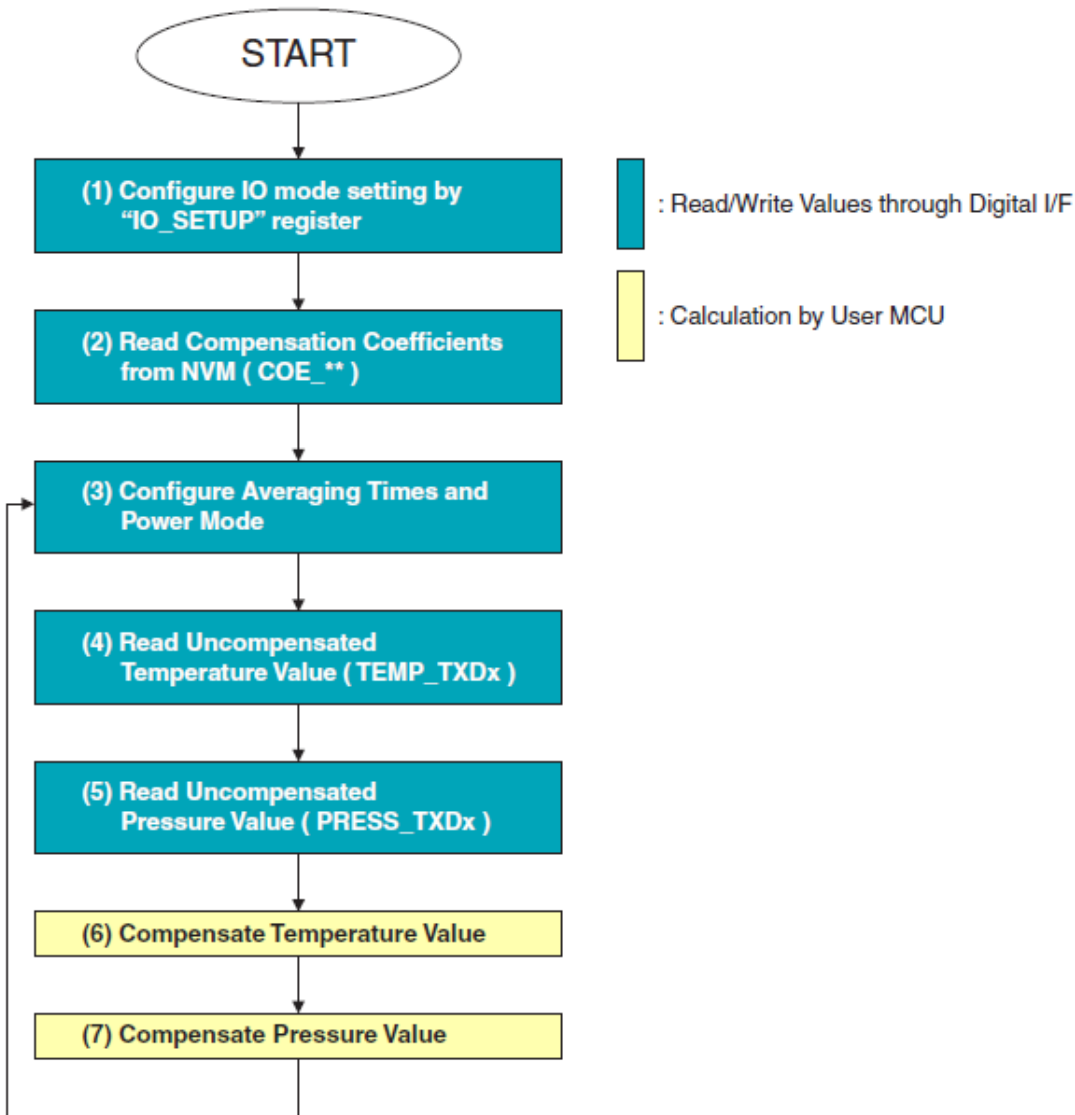 START
(1) Configure IO mode setting by
“IO_SETUP” register
: Read/Write Values through Digital I/F
: Calculation by User MCU
(2) Read Compensation Coefficients
from NVM ( COE_** )
(3) Configure Averaging Times and
Power Mode
(4) Read Uncompensated
Temperature Value ( TEMP_TXDx )
(5) Read Uncompensated
Pressure Value ( PRESS_TXDx )
(6) Compensate Temperature Value
(7) Compensate Pressure Value